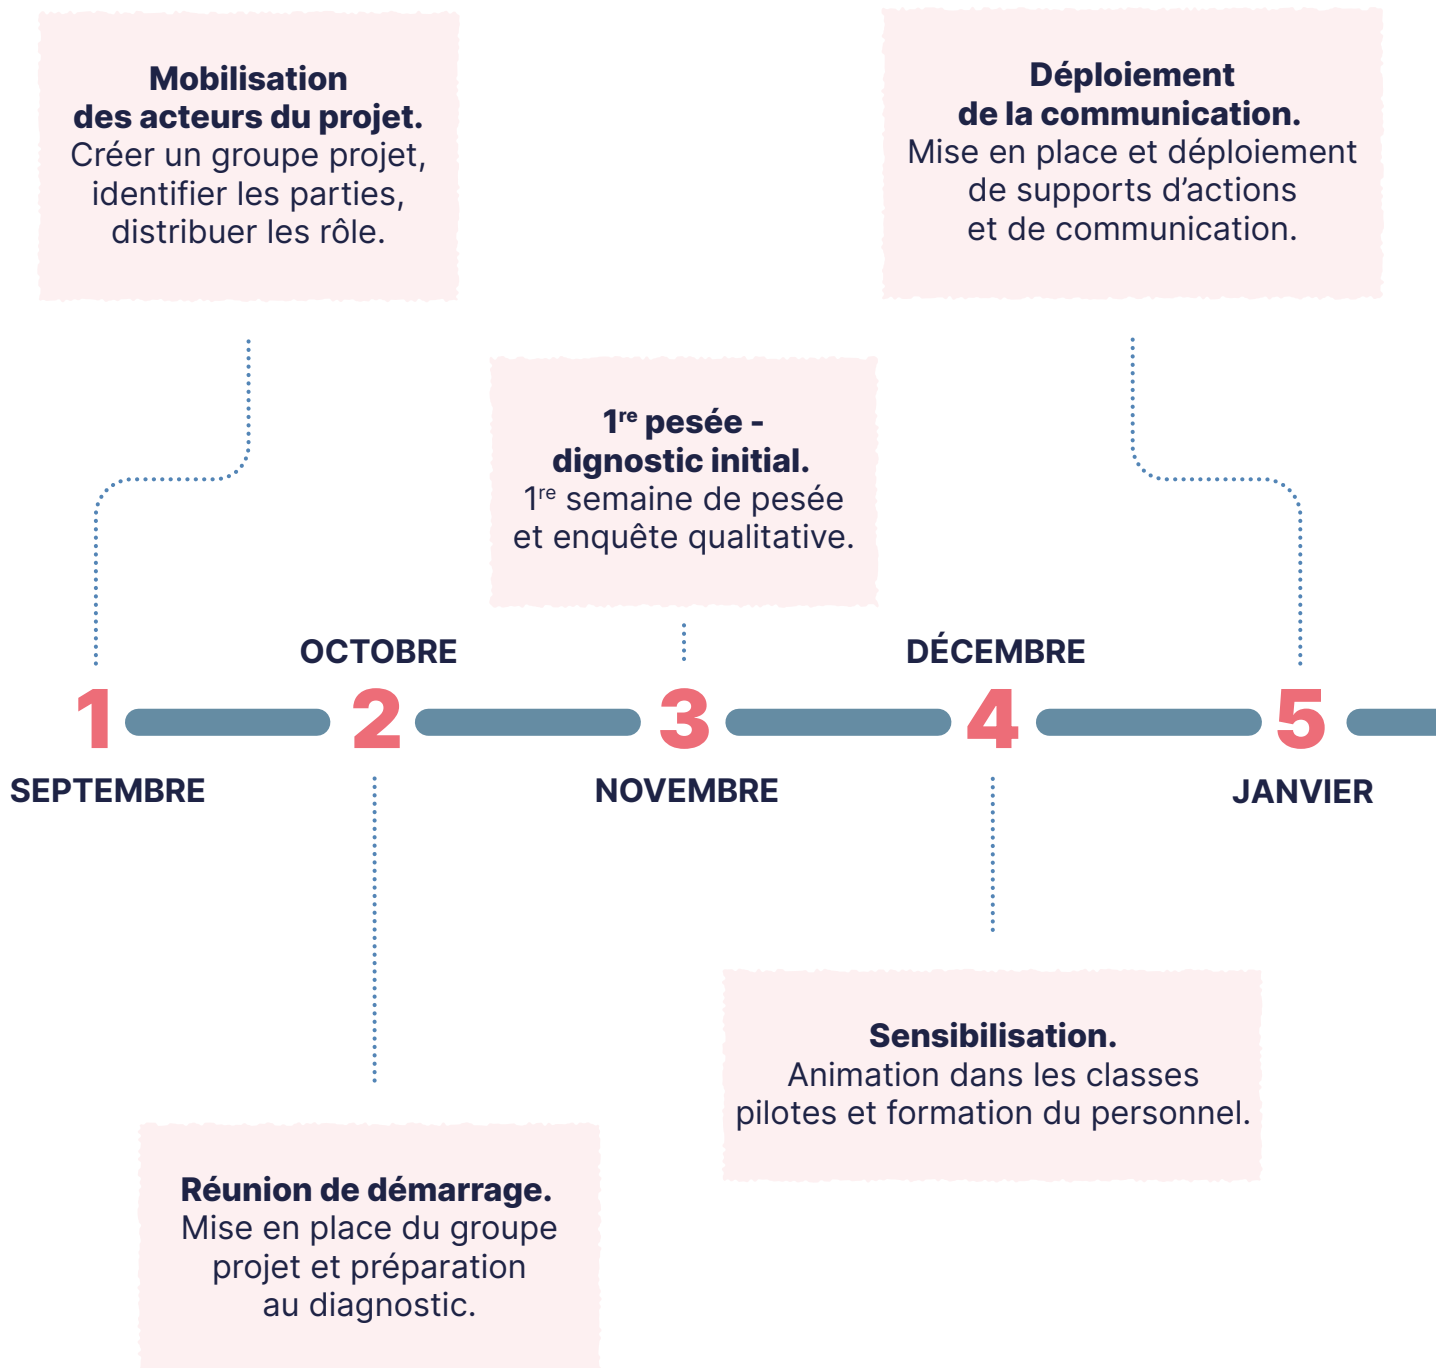 Mobilisation
des acteurs du projet.
Créer un groupe projet,
identifier les parties,
distribuer les rôle.
Déploiement
de la communication.
Mise en place et déploiement
de supports d’actions
et de communication.
1re pesée -
dignostic initial.
1re semaine de pesée
et enquête qualitative.
OCTOBRE
DÉCEMBRE
1 2 3 4 5
SEPTEMBRE
NOVEMBRE
JANVIER
Sensibilisation.
Animation dans les classes
pilotes et formation du personnel.
Réunion de démarrage.
Mise en place du groupe
projet et préparation
au diagnostic.